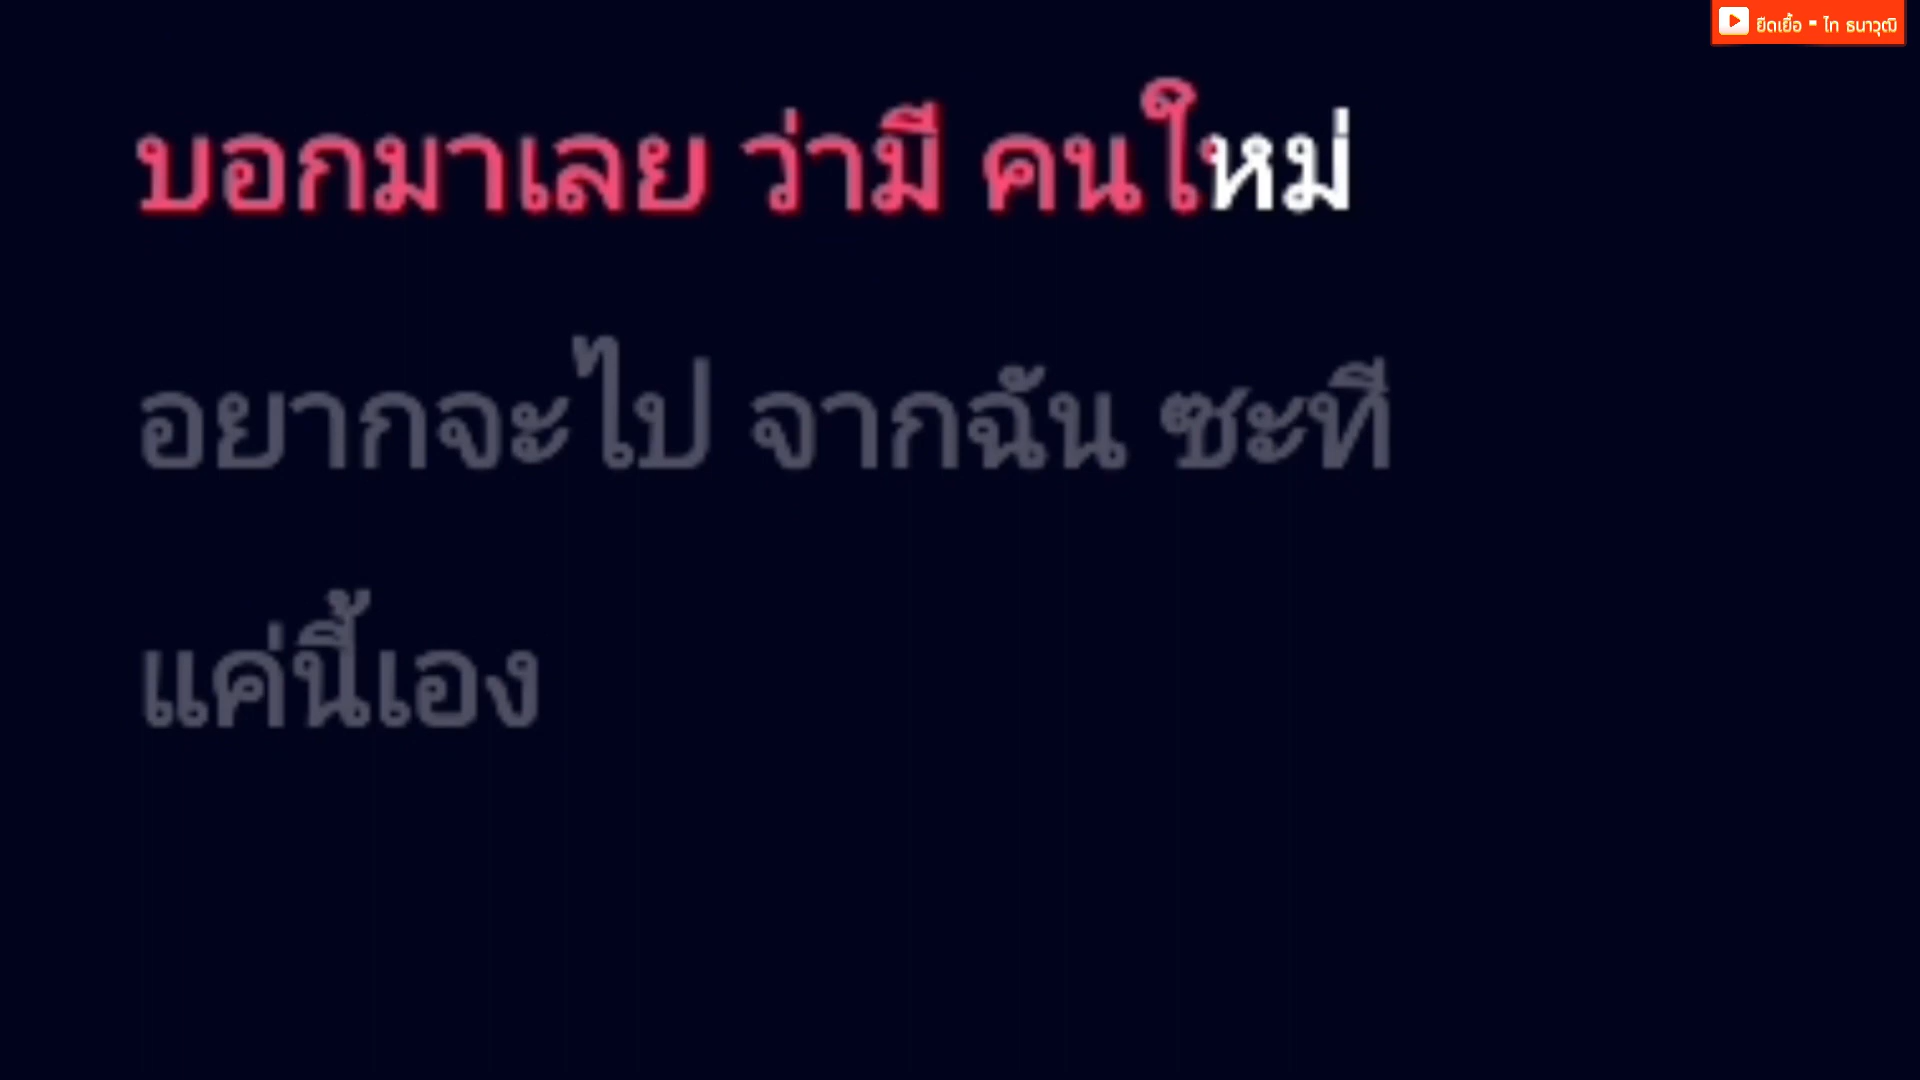 ยืดเยื้อ - ไท ธนาวุฒิ
บอกมาเลย ว่ามี คนใหม่
อยากจะไป จากฉัน ซะที
แค่นี้เอง